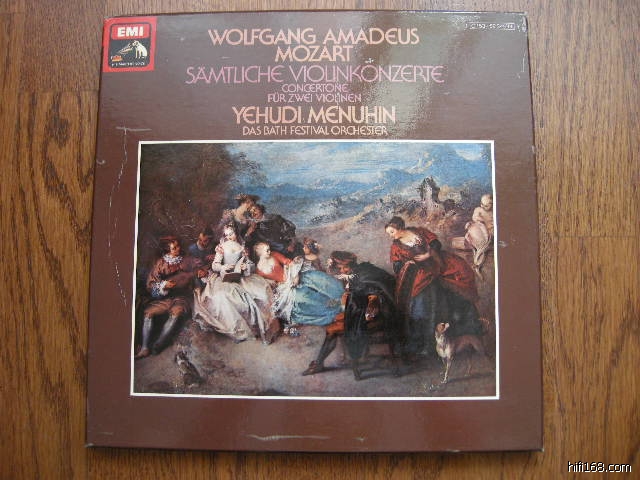 EMI
WOLFGANG AMADEUS
MOZART
SÄMTLICHE VIOLINKONZERTE
CONCERTONE
FÜR ZWEI VIOLINEN
YEHUDI MENUHIN
DAS BATH FESTIVAL ORCHESTER
hifi168.com